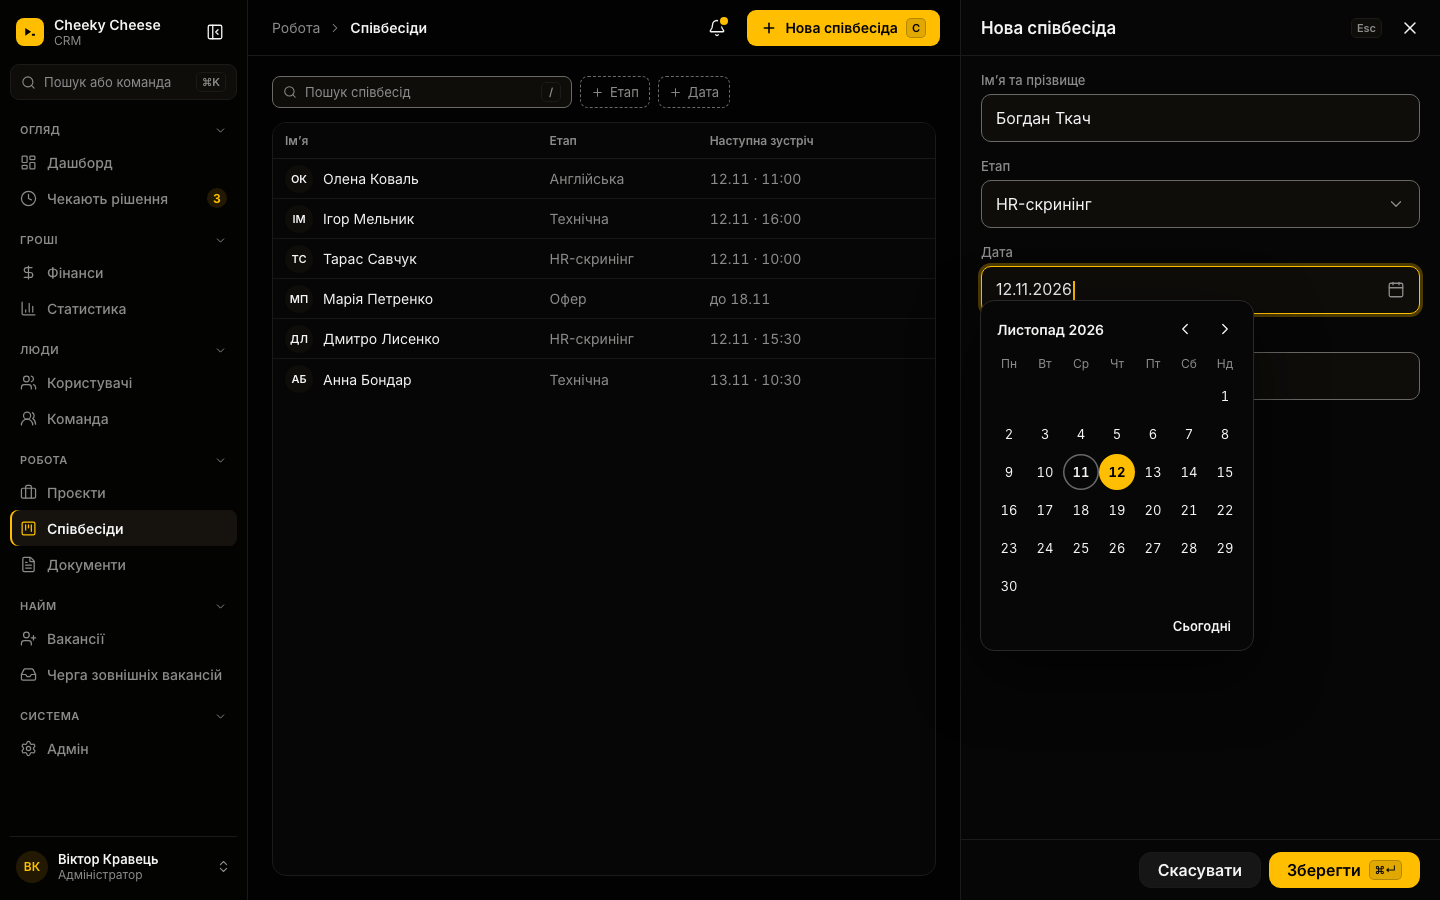 Cheeky Cheese
CRM
Пошук або команда ⌘K
ОГЛЯД
Дашборд
Чекають рішення 3
ГРОШІ
Фінанси
Статистика
ЛЮДИ
Користувачі
Команда
РОБОТА
Проєкти
Співбесіди
Документи
НАЙМ
Вакансії
Черга зовнішніх вакансій
СИСТЕМА
Адмін
ВК Віктор Кравець
Адміністратор
Робота > Співбесіди
+ Нова співбесіда C
Пошук співбесід /
+ Етап
+ Дата
Ім’я Етап Наступна зустріч
ОК Олена Коваль Англійська 12.11 · 11:00
ІМ Ігор Мельник Технічна 12.11 · 16:00
ТС Тарас Савчук HR-скринінг 12.11 · 10:00
МП Марія Петренко Офер до 18.11
ДЛ Дмитро Лисенко HR-скринінг 12.11 · 15:30
АБ Анна Бондар Технічна 13.11 · 10:30
Нова співбесіда Esc
Ім’я та прізвище
Богдан Ткач
Етап
HR-скринінг
Дата
12.11.2026
Листопад 2026
Пн Вт Ср Чт Пт Сб Нд
1
2 3 4 5 6 7 8
9 10 11 12 13 14 15
16 17 18 19 20 21 22
23 24 25 26 27 28 29
30
Сьогодні
Скасувати
Зберегти ⌘↵